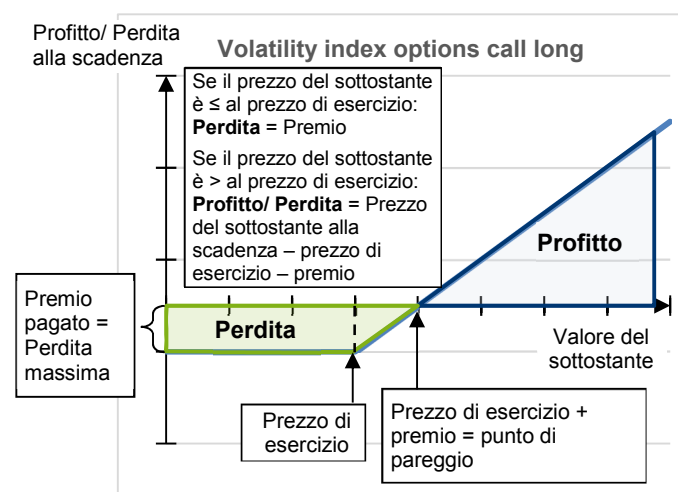 Profitto/ Perdita
alla scadenza
Volatility index options call long
Se il prezzo del sottostante
è ≤ al prezzo di esercizio:
Perdita = Premio
Se il prezzo del sottostante
è > al prezzo di esercizio:
Profitto/ Perdita = Prezzo
del sottostante alla
scadenza – prezzo di
esercizio – premio
Profitto
Premio
pagato =
Perdita
massima
Perdita
Valore del
sottostante
Prezzo di
esercizio
Prezzo di esercizio +
premio = punto di
pareggio